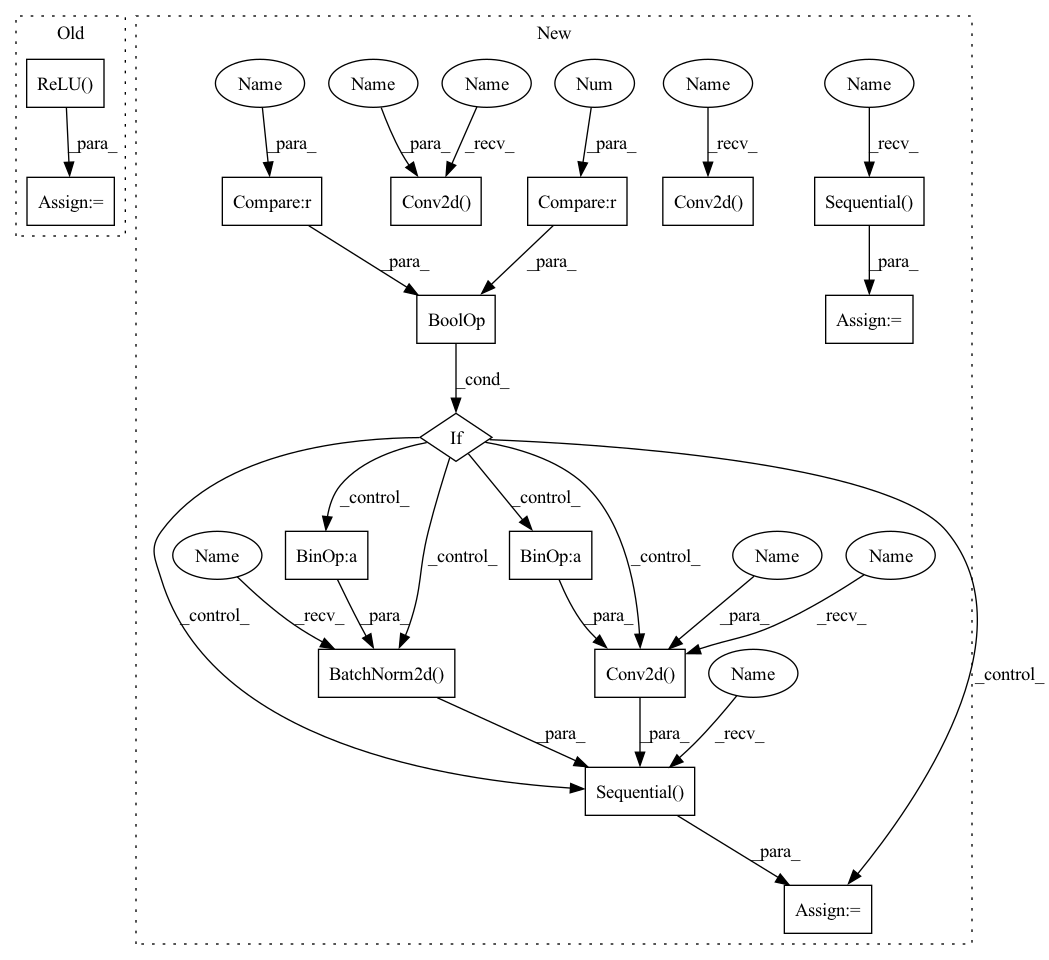 Old
New
ReLU()
Name
Name
Name
Num
Name
Name
_para_
_para_
_para_
_recv_
_para_
_recv_
_recv_
Assign:=
Compare:r
Conv2d()
Compare:r
Conv2d()
Sequential()
_para_
_para_
_para_
BoolOp
Assign:=
_cond_
If
_control_
_control_
Name
BinOp:a
_control_
BinOp:a
_control_
Name
Name
_control_
_recv_
_para_
_para_
_para_
_recv_
BatchNorm2d()
Conv2d()
Name
_control_
_para_
_para_
_recv_
Sequential()
_para_
Assign:=